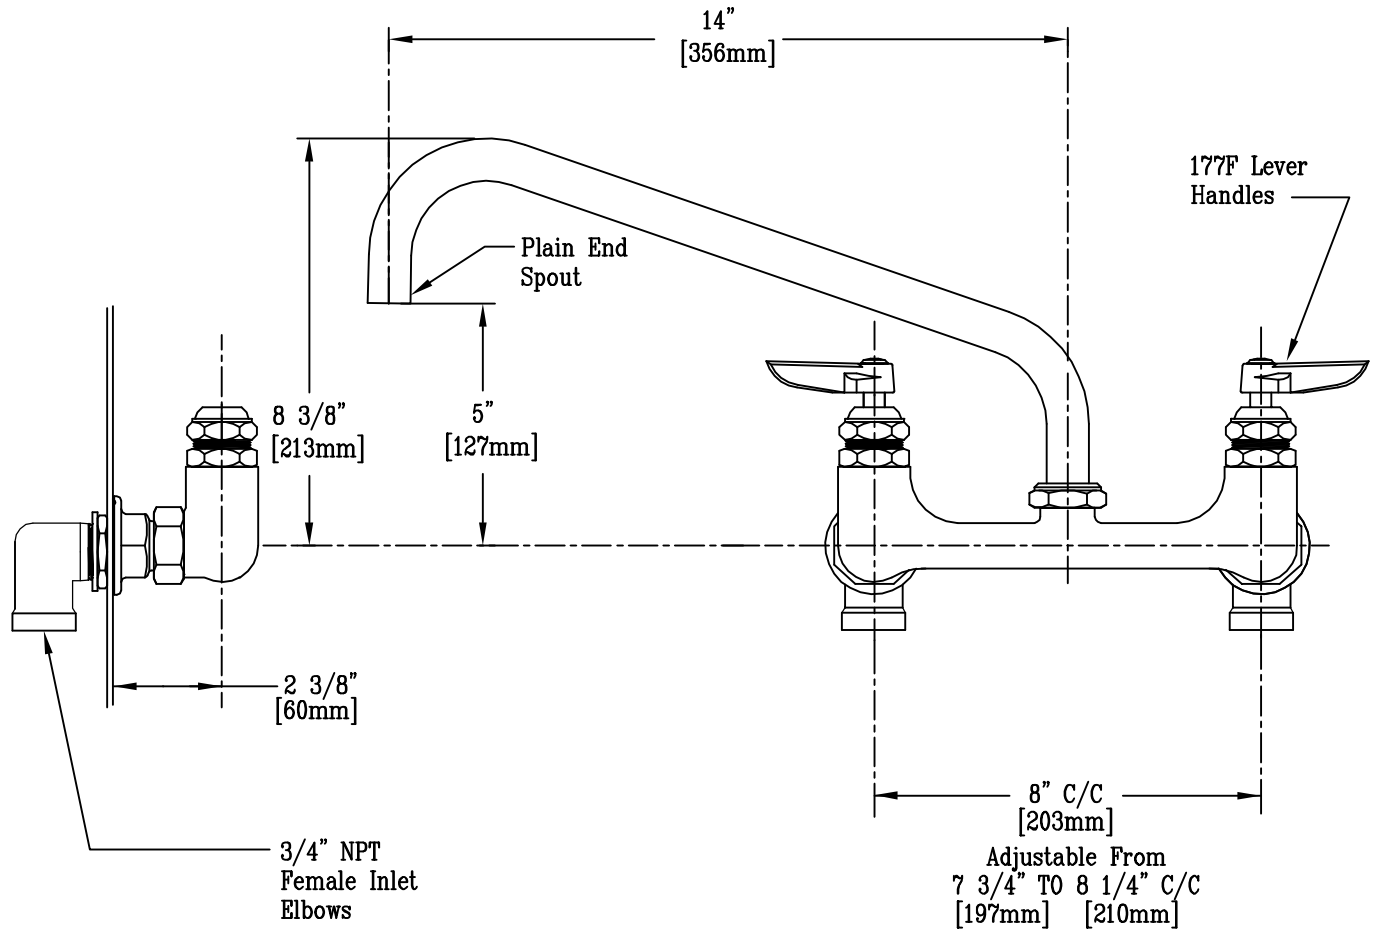 14"
[356mm]
177F Lever
Handles
Plain End
Spout
8 3/8"
[213mm]
5"
[127mm]
2 3/8"
[60mm]
8" C/C
[203mm]
Adjustable From
7 3/4" TO 8 1/4" C/C
[197mm] [210mm]
3/4" NPT
Female Inlet
Elbows